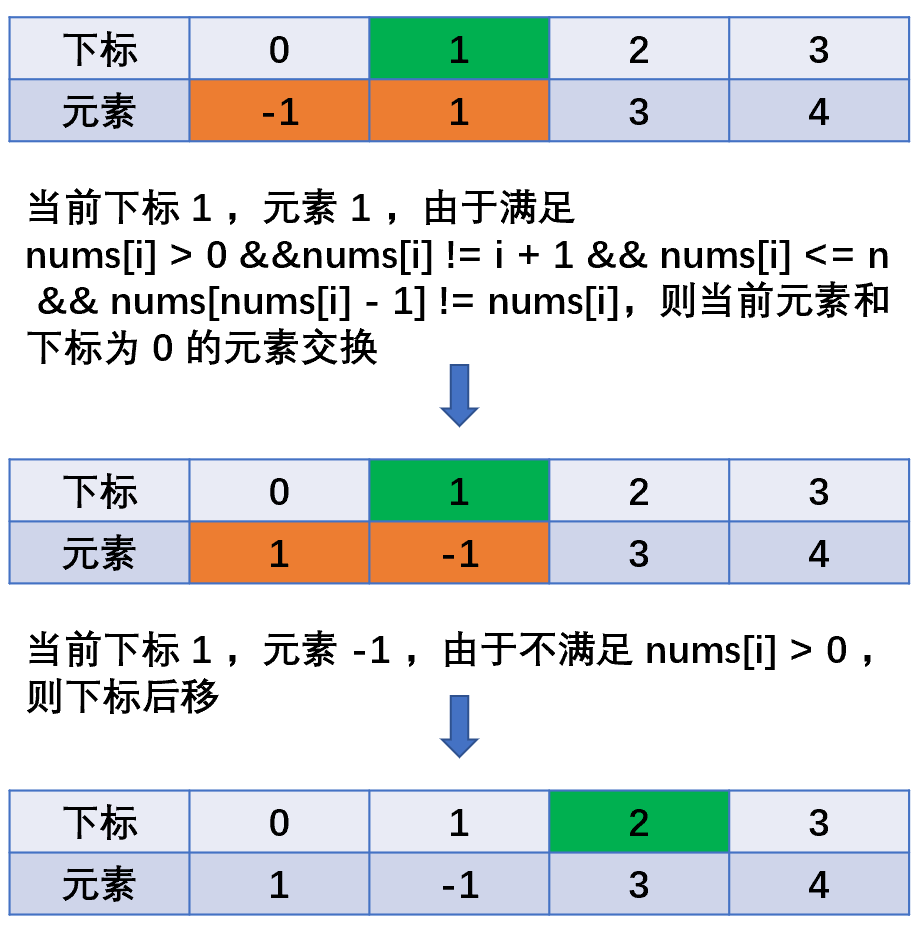 下标 0 1 2 3
元素 -1 1 3 4
当前下标 1 ，元素 1 ，由于满足
nums[i] > 0 &&nums[i] != i + 1 && nums[i] <= n
&& nums[nums[i] - 1] != nums[i]，则当前元素和
下标为 0 的元素交换
下标 0 1 2 3
元素 1 -1 3 4
当前下标 1 ，元素 -1 ，由于不满足 nums[i] > 0 ，
则下标后移
下标 0 1 2 3
元素 1 -1 3 4